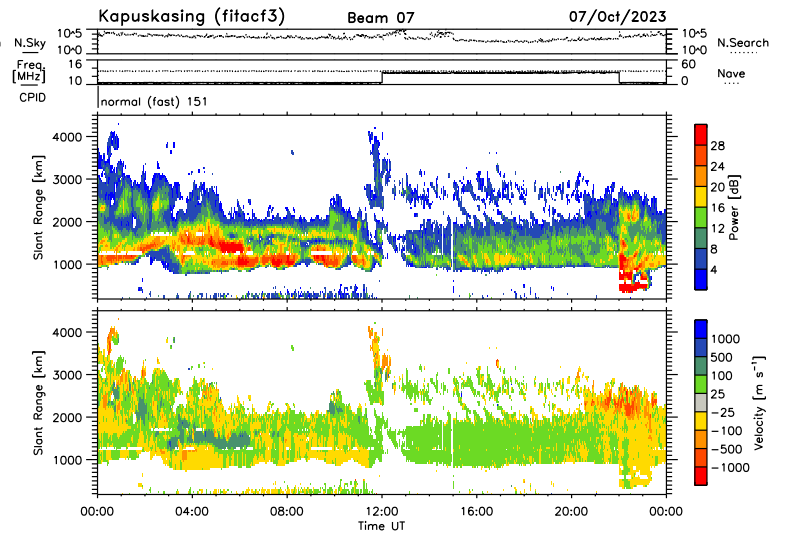 Kapuskasing (fitacf3) Beam 07 07/Oct/2023
N.Sky 10^5 10^0 10^5 10^0 N.Search
Freq. [MHz] 16 10 60 0 Nave
CPID normal (fast) 151
Slant Range [km] 4000 3000 2000 1000
Power [dB] 28 24 20 16 12 8 4
Slant Range [km] 4000 3000 2000 1000
Velocity [m s⁻¹] 1000 500 100 25 −25 −100 −500 −1000
00:00 04:00 08:00 12:00 16:00 20:00 00:00
Time UT